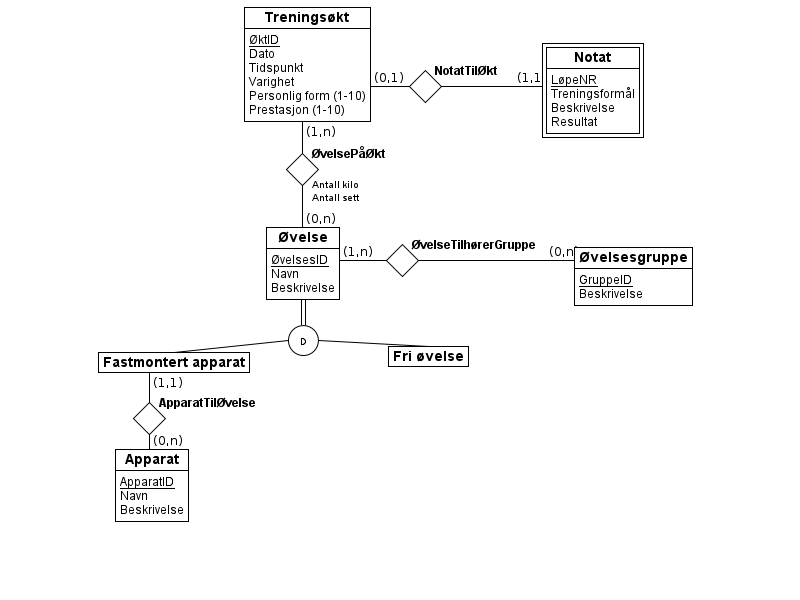 Treningsøkt
ØktID
Dato
Tidspunkt
Varighet
Personlig form (1-10)
Prestasjon (1-10)
(0,1)
NotatTilØkt
(1,1
Notat
LøpeNR
Treningsformål
Beskrivelse
Resultat
(1,n)
ØvelsePåØkt
Antall kilo
Antall sett
(0,n)
Øvelse
ØvelsesID
Navn
Beskrivelse
(1,n)
ØvelseTilhørerGruppe
(0,n
Øvelsesgruppe
GruppeID
Beskrivelse
D
Fastmontert apparat
Fri øvelse
(1,1)
ApparatTilØvelse
(0,n)
Apparat
ApparatID
Navn
Beskrivelse